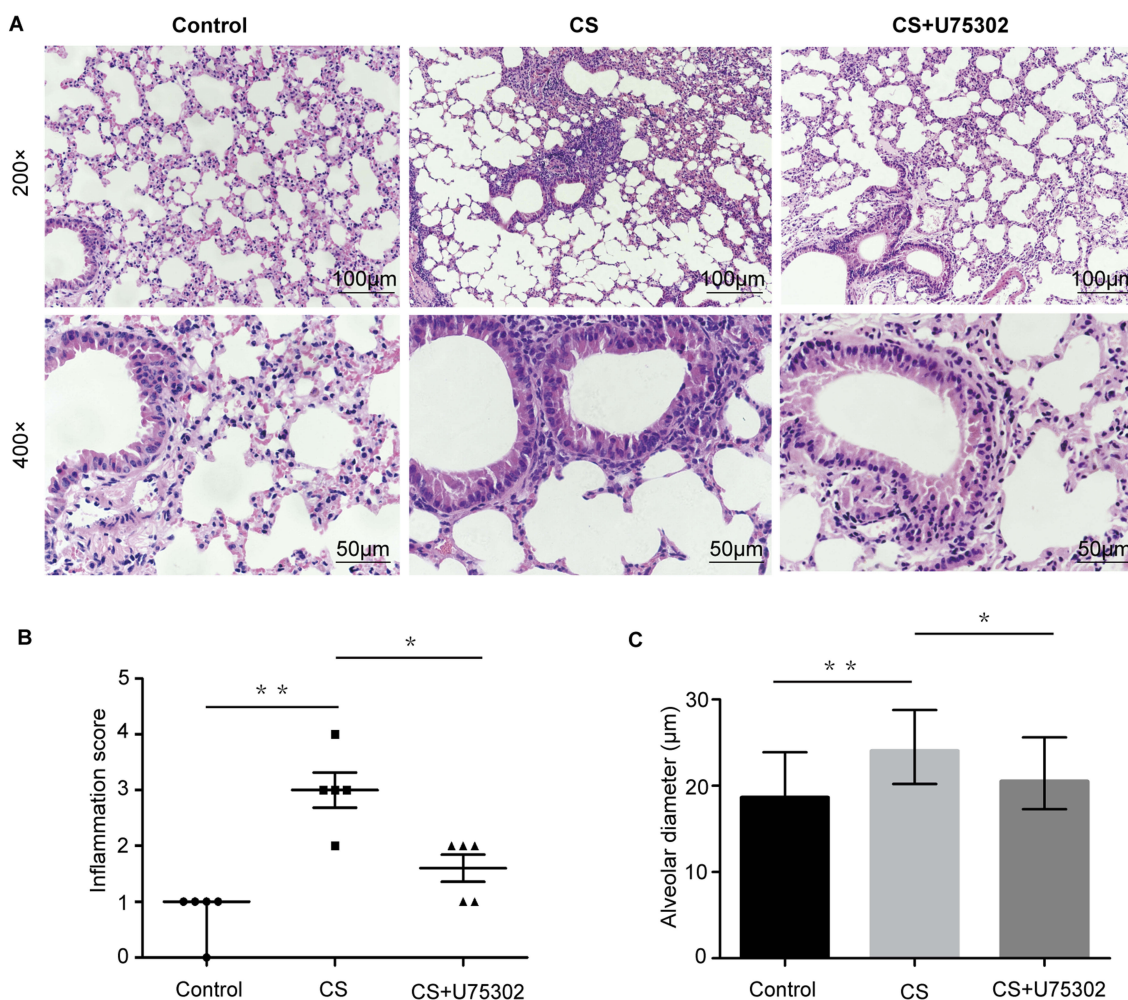 A
Control
CS
CS+U75302
200×
100µm
100µm
100µm
400×
50µm
50µm
50µm
B
Inflammation score
5
4
3
2
1
0
* *
*
Control
CS
CS+U75302
C
Alveolar diameter (µm)
30
20
10
0
* *
*
Control
CS
CS+U75302